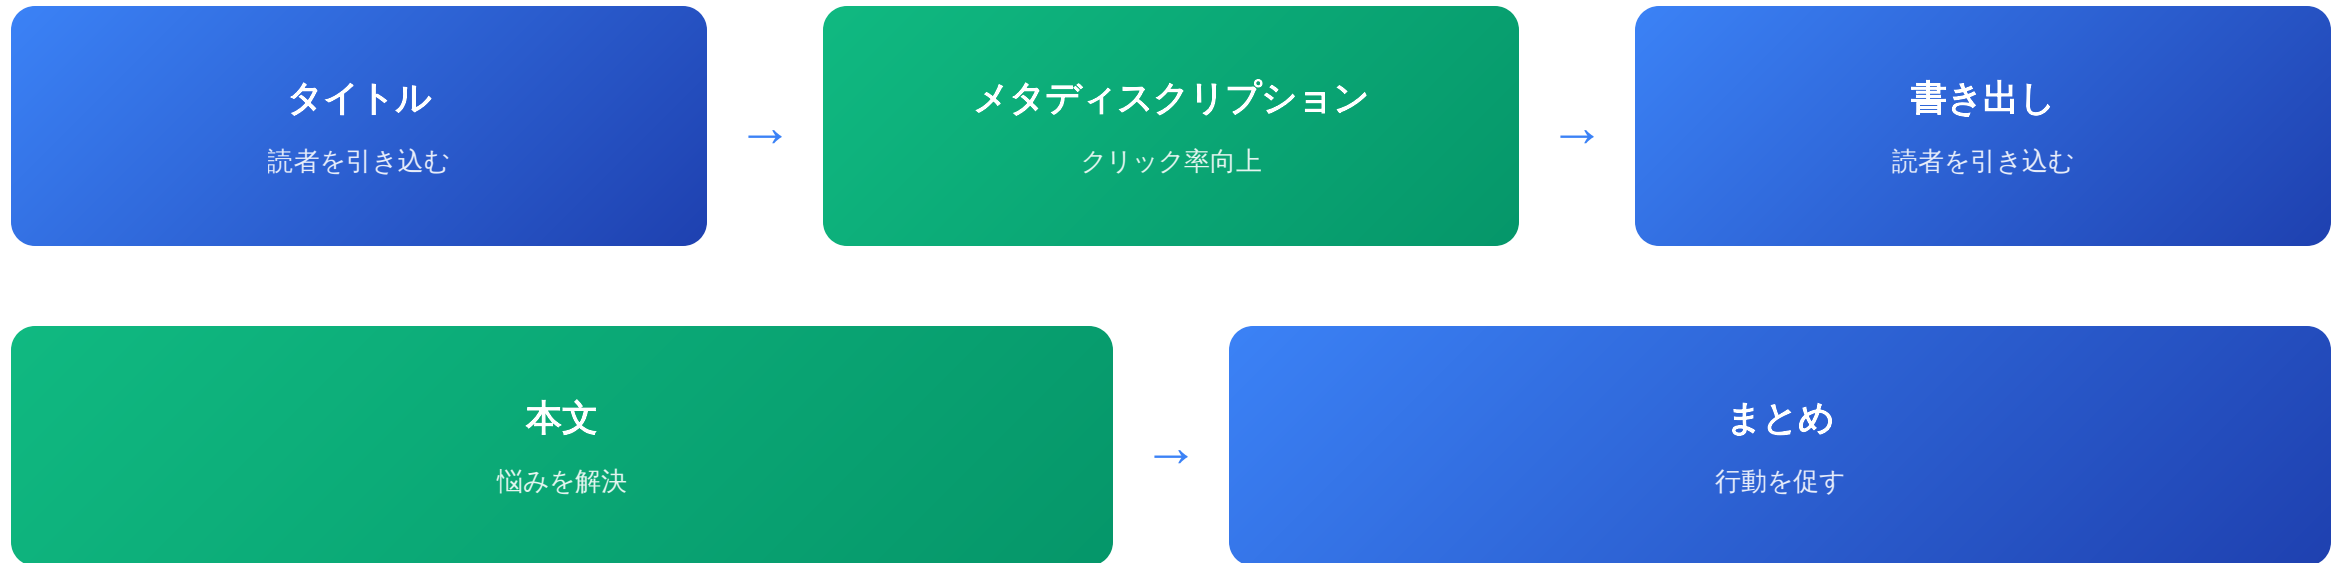 タイトル
読者を引き込む
→
メタディスクリプション
クリック率向上
→
書き出し
読者を引き込む
本文
悩みを解決
→
まとめ
行動を促す